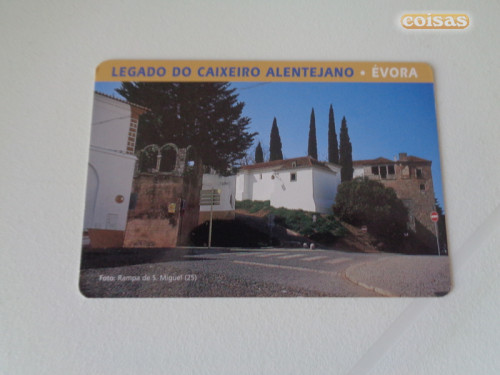 coisas
LEGADO DO CAIXEIRO ALENTEJANO • ÉVORA
Foto: Rampa de S. Miguel (25)